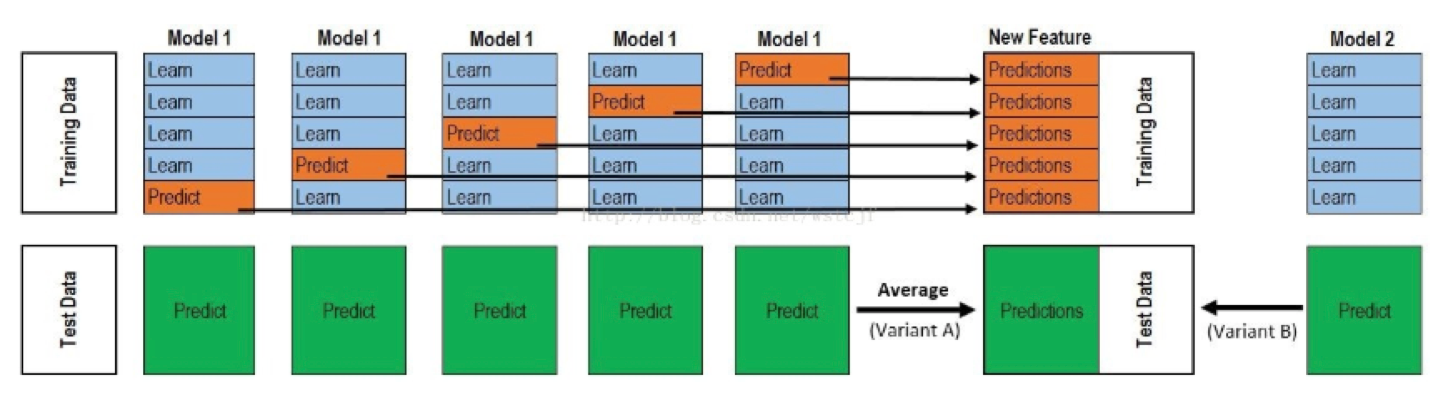 Model 1 Model 1 Model 1 Model 1 Model 1 New Feature Model 2
Training Data
Learn Learn Learn Learn Predict Predictions Learn
Learn Learn Learn Predict Learn Predictions Learn
Learn Learn Predict Learn Learn Predictions Learn
Learn Predict Learn Learn Learn Predictions Learn
Predict Learn Learn Learn Learn Predictions Learn
Training Data
http://blog.csdn.net/wstcjf
Test Data
Predict Predict Predict Predict Predict
Average
(Variant A)
Predictions
Test Data
(Variant B)
Predict